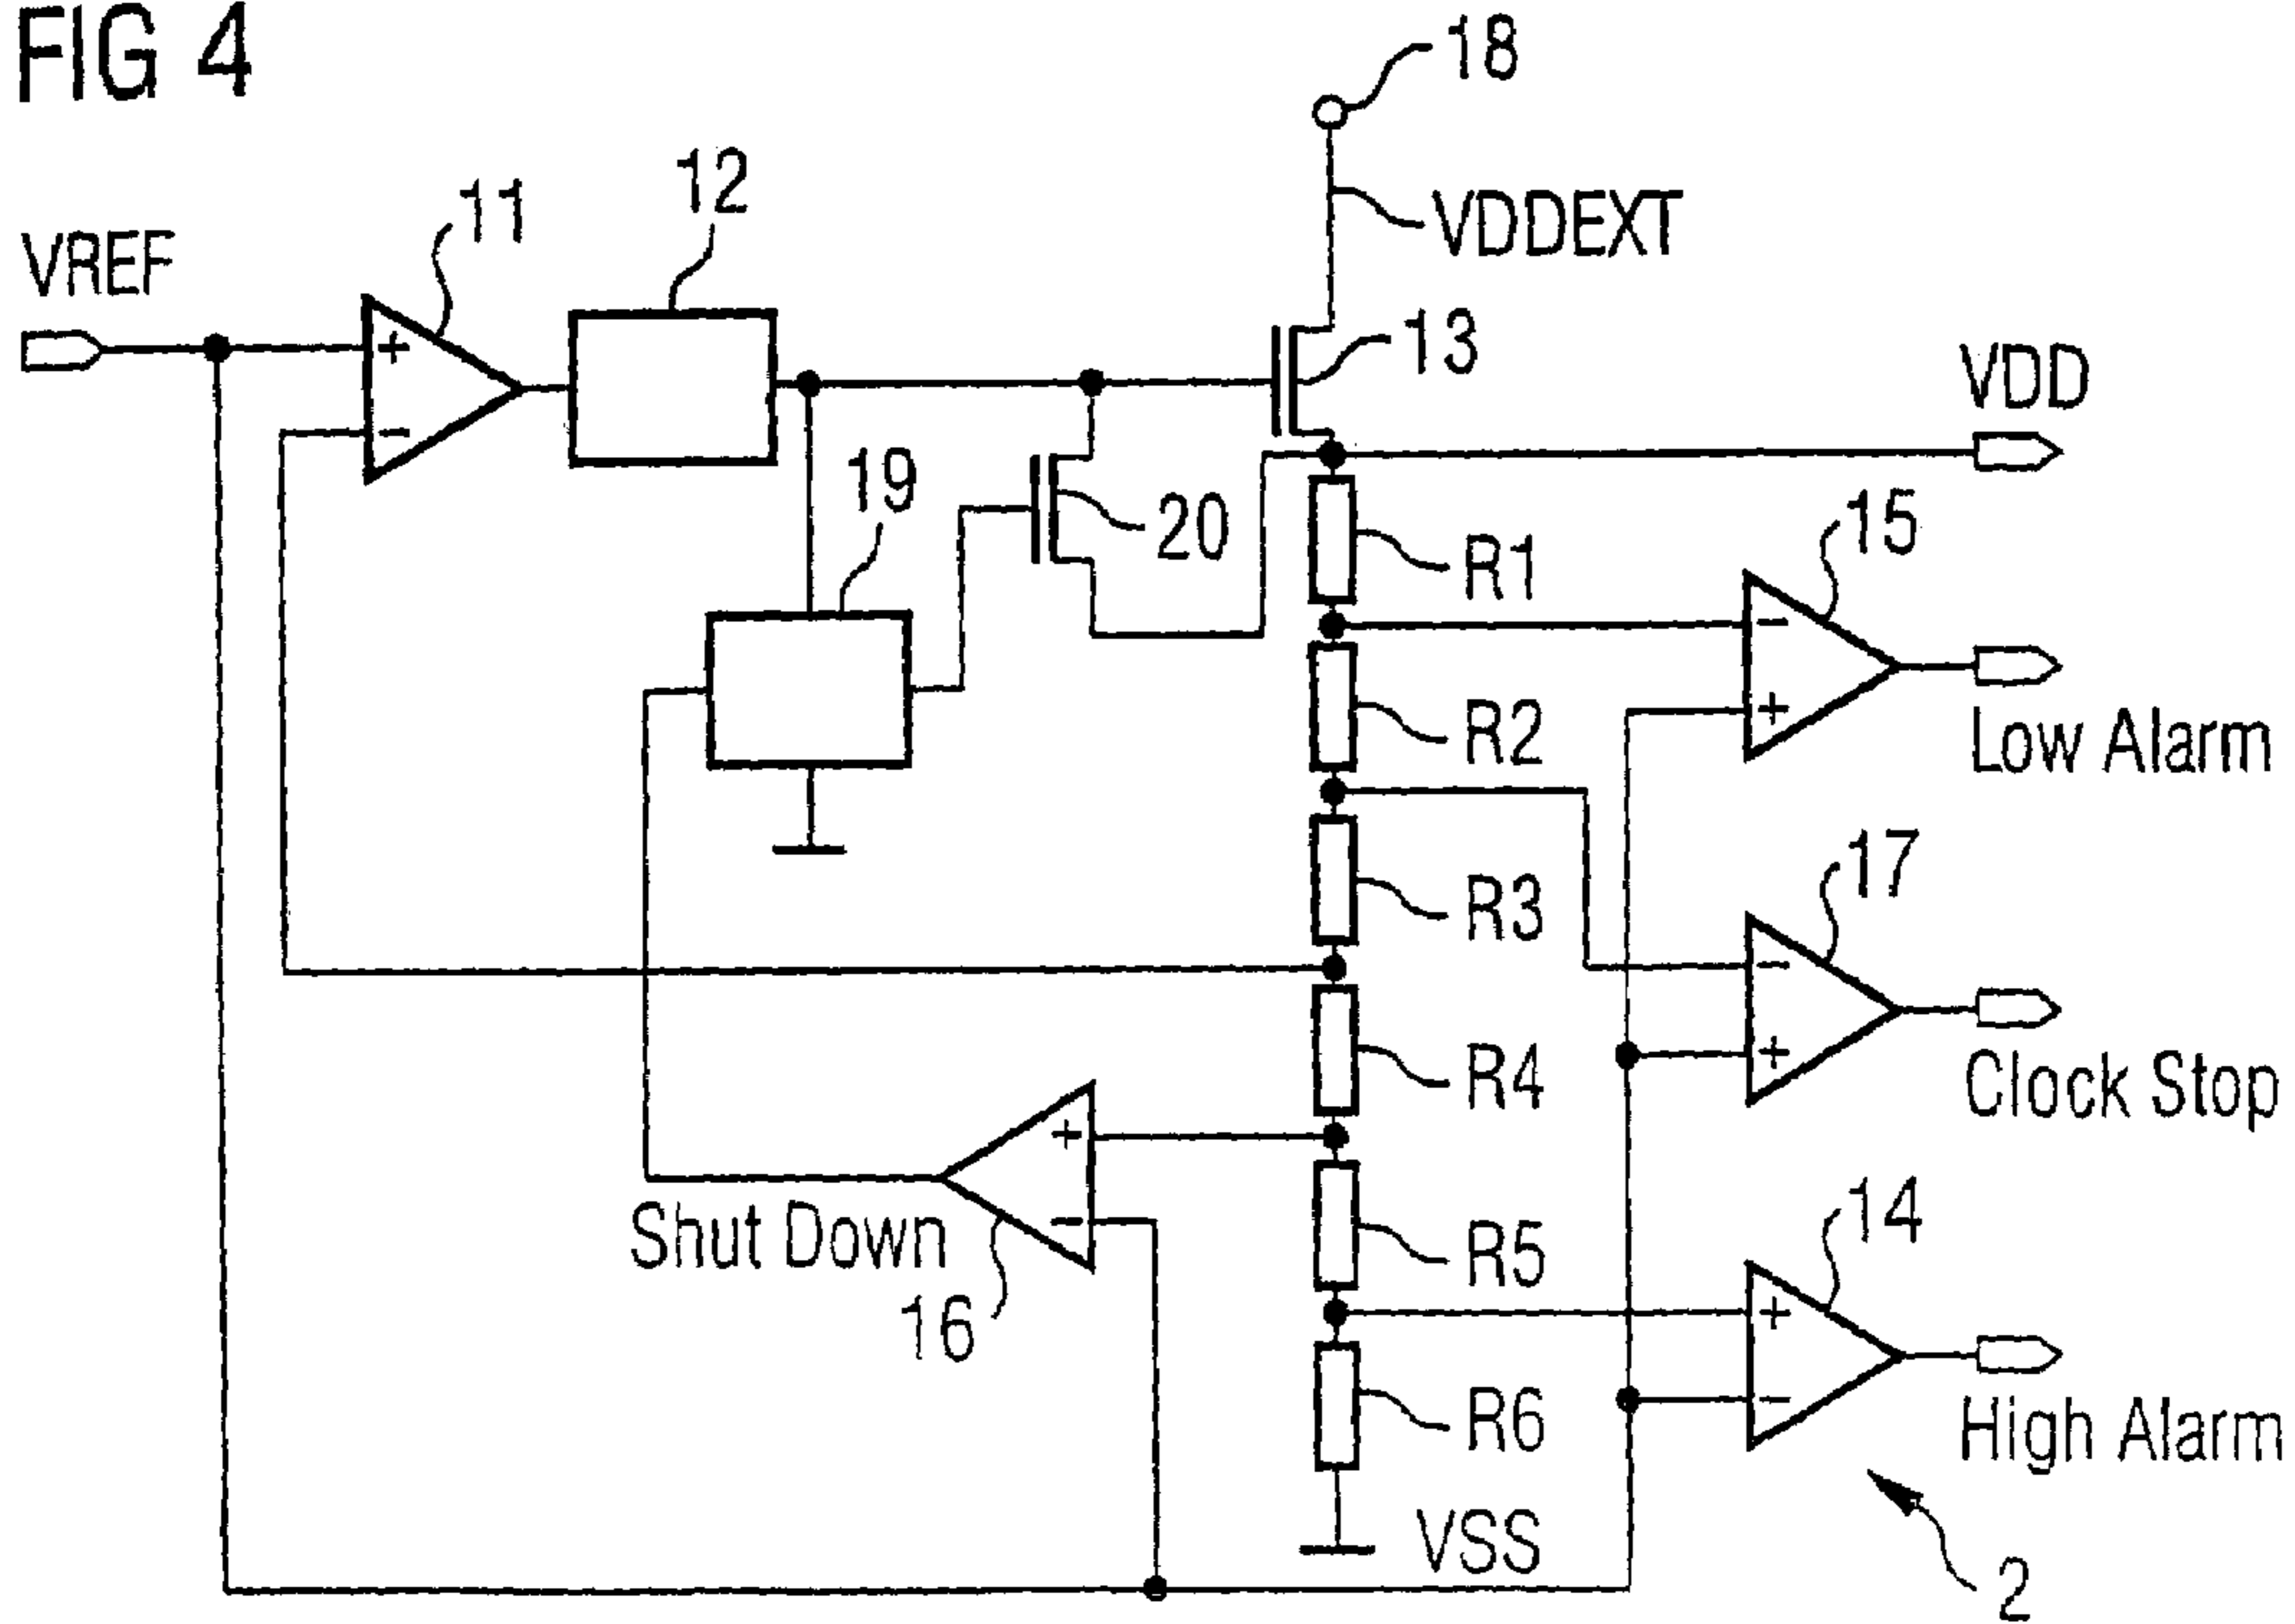 FIG 4
18
12
11
VREF
VDDEXT
13
VDD
19
20
15
R1
R2
Low Alarm
17
R3
R4
Clock Stop
14
Shut Down
R5
16
R6
High Alarm
VSS
2